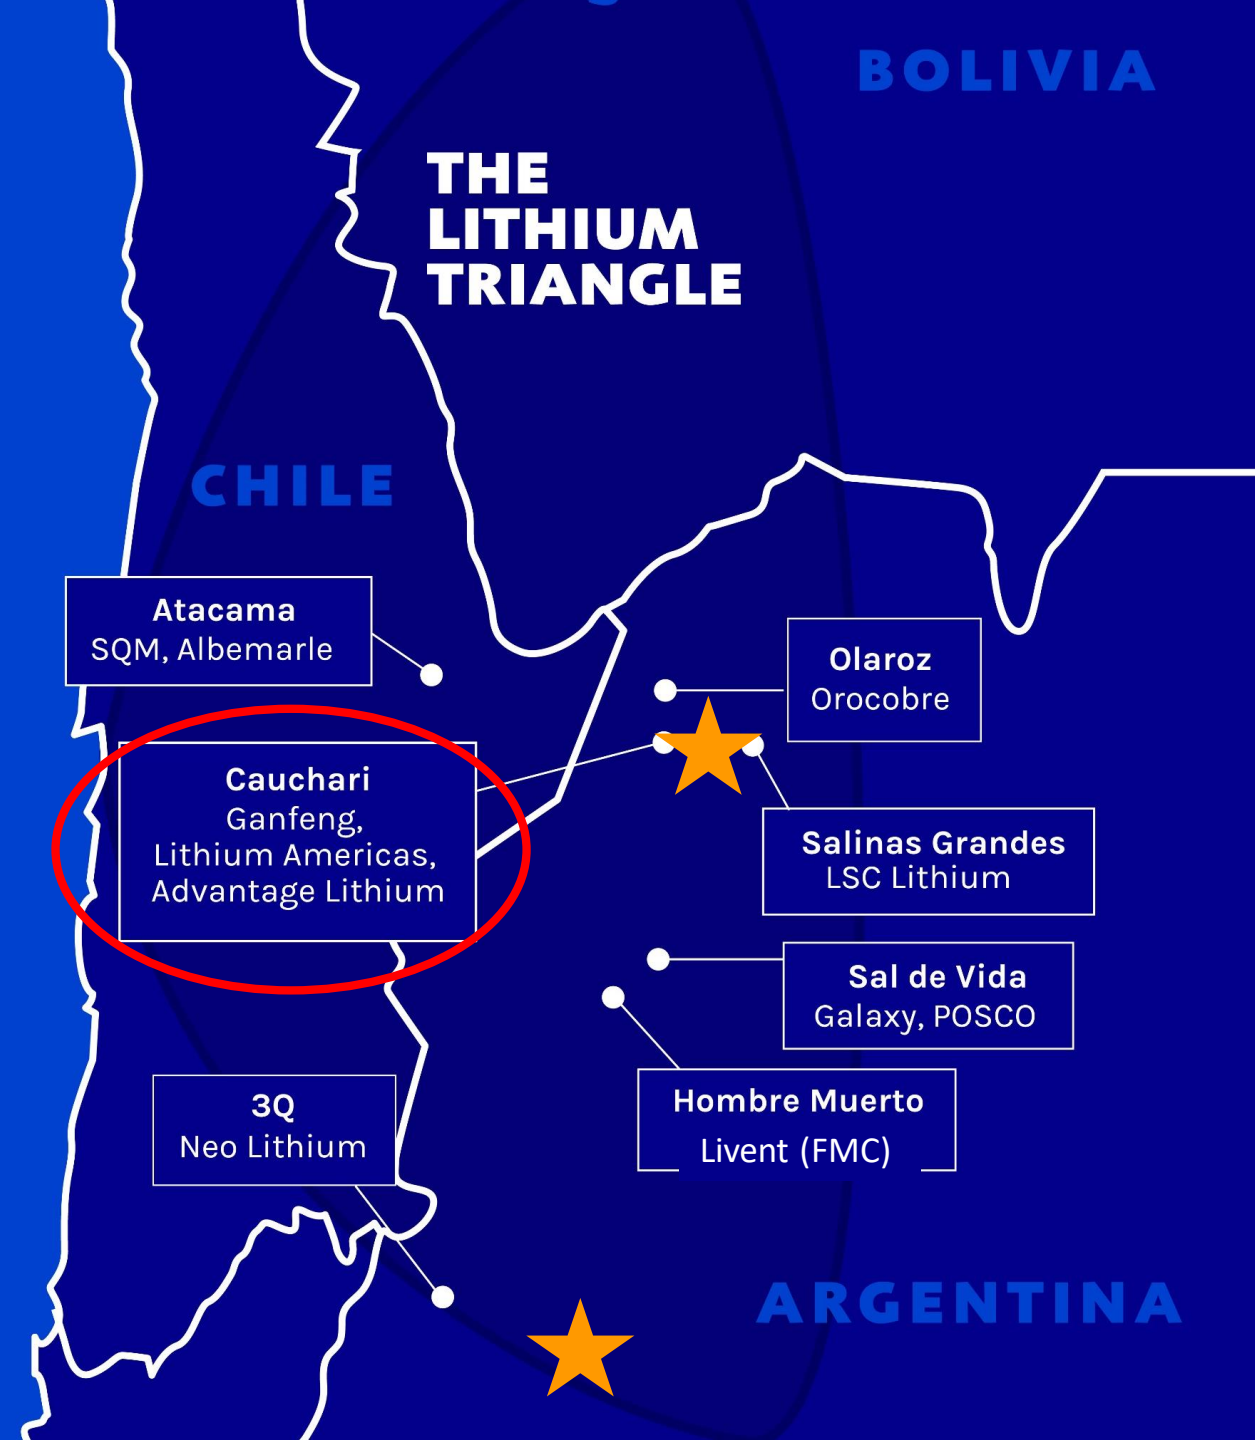 BOLIVIA
THE
LITHIUM
TRIANGLE
CHILE
Atacama
SQM, Albemarle
Olaroz
Orocobre
Cauchari
Ganfeng,
Lithium Americas,
Advantage Lithium
Salinas Grandes
LSC Lithium
Sal de Vida
Galaxy, POSCO
3Q
Neo Lithium
Hombre Muerto
Livent (FMC)
ARGENTINA